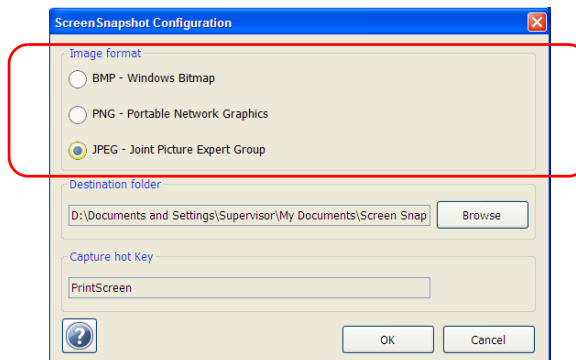 ScreenSnapshot Configuration
Image format
BMP - Windows Bitmap
PNG - Portable Network Graphics
JPEG - Joint Picture Expert Group
Destination folder
D:\Documents and Settings\Supervisor\My Documents\Screen Snap
Browse
Capture hot Key
PrintScreen
?
OK
Cancel